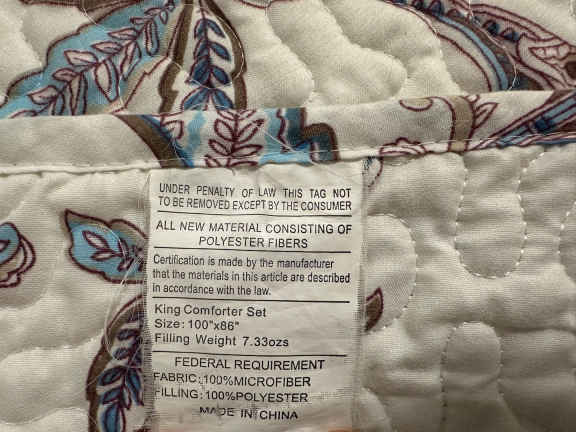 UNDER PENALTY OF LAW THIS TAG NOT
TO BE REMOVED EXCEPT BY THE CONSUMER
ALL NEW MATERIAL CONSISTING OF
POLYESTER FIBERS
Certification is made by the manufacturer
that the materials in this article are described
in accordance with the law.
King Comforter Set
Size: 100"x86"
Filling Weight 7.33ozs
FEDERAL REQUIREMENT
FABRIC:100%MICROFIBER
FILLING:100%POLYESTER
MADE IN CHINA